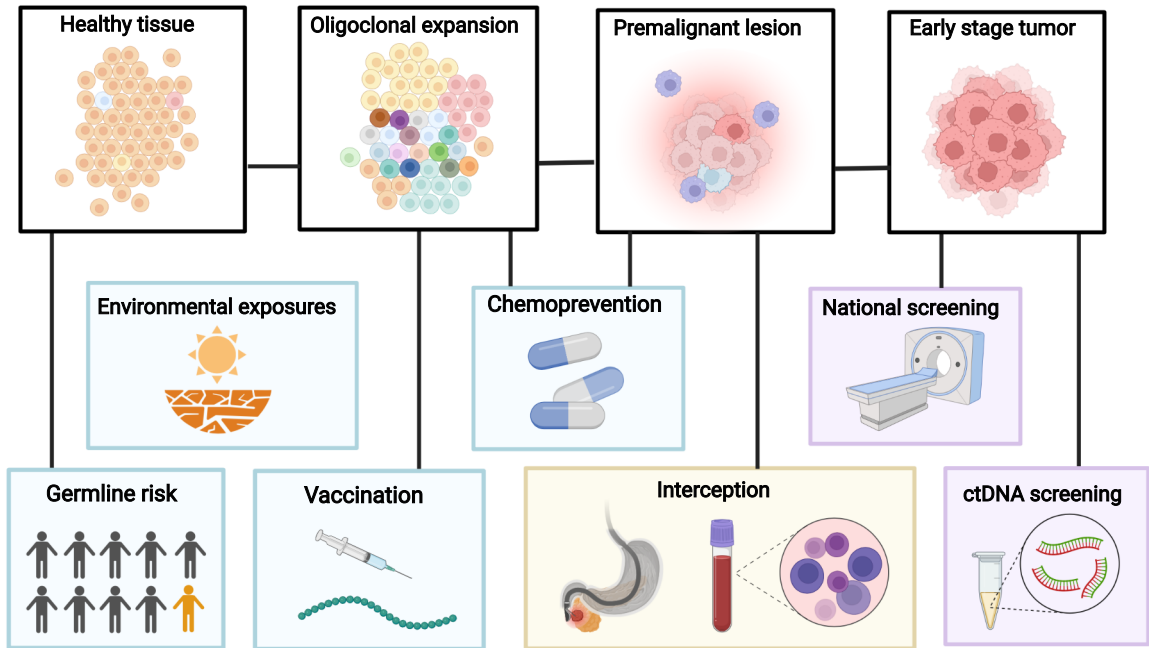 Healthy tissue
Oligoclonal expansion
Premalignant lesion
Early stage tumor
Environmental exposures
Chemoprevention
National screening
Germline risk
Vaccination
Interception
ctDNA screening